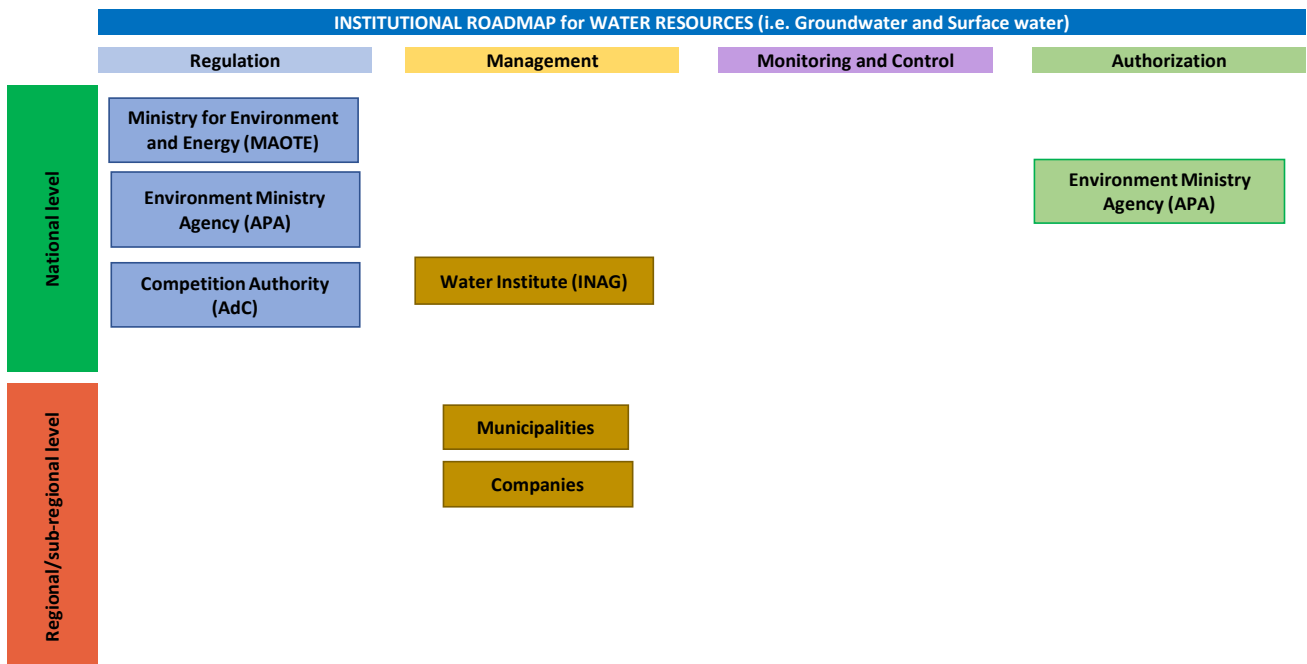 INSTITUTIONAL ROADMAP for WATER RESOURCES (i.e. Groundwater and Surface water)
Regulation
Management
Monitoring and Control
Authorization
National level
Ministry for Environment
and Energy (MAOTE)
Environment Ministry
Agency (APA)
Competition Authority
(AdC)
Water Institute (INAG)
Environment Ministry
Agency (APA)
Regional/sub-regional level
Municipalities
Companies